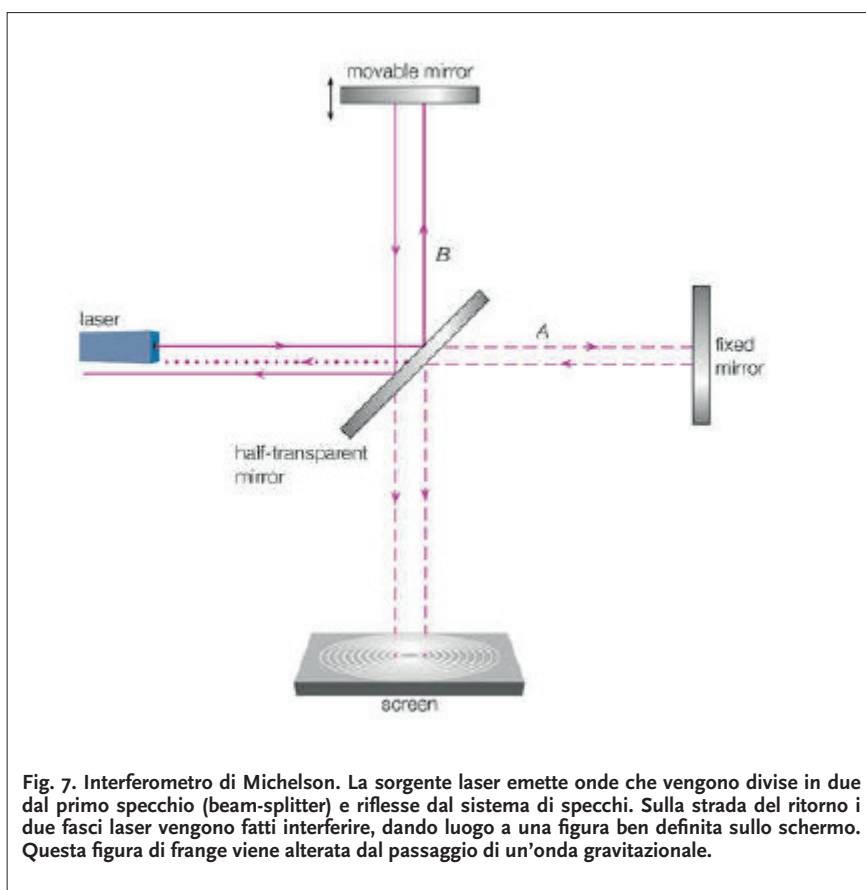 movable mirror
B
laser
A
fixed
mirror
half-transparent
mirror
screen
Fig. 7. Interferometro di Michelson. La sorgente laser emette onde che vengono divise in due
dal primo specchio (beam-splitter) e riflesse dal sistema di specchi. Sulla strada del ritorno i
due fasci laser vengono fatti interferire, dando luogo a una figura ben definita sullo schermo.
Questa figura di frange viene alterata dal passaggio di un'onda gravitazionale.